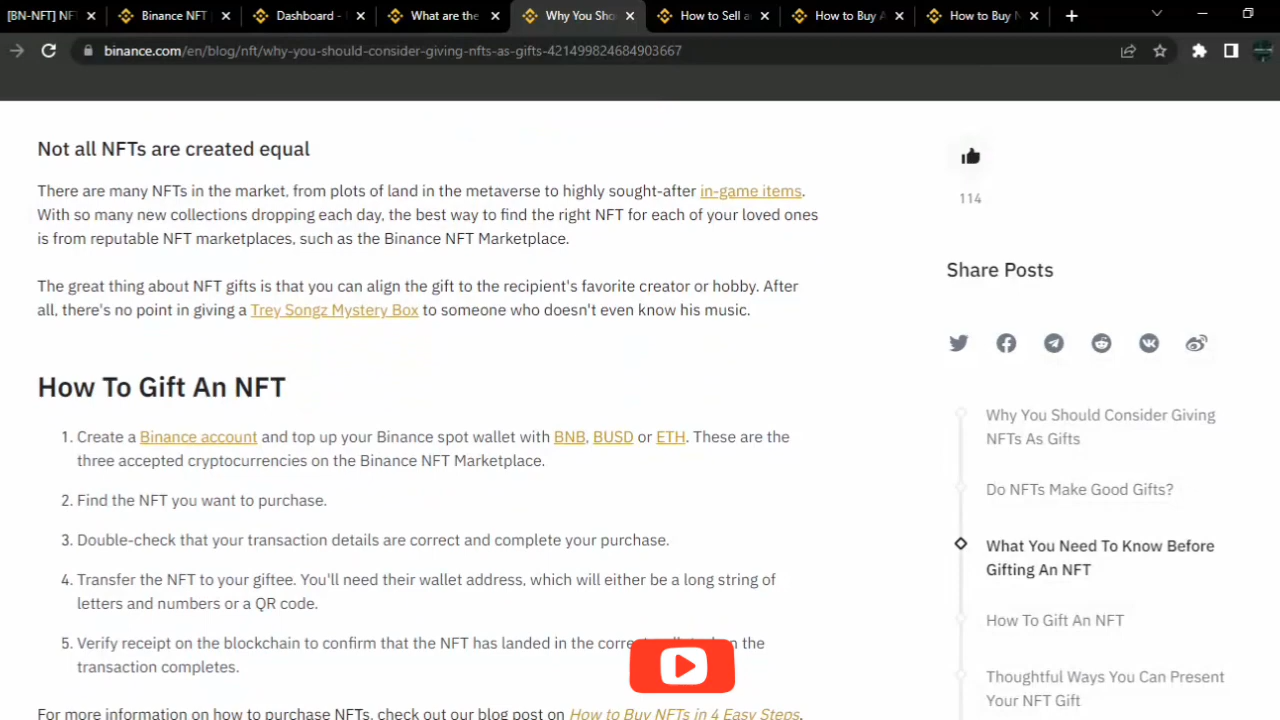 [BN-NFT] NF
Binance NFT
Dashboard -
What are the
Why You Sho
How to Sell a
How to Buy
How to Buy
binance.com/en/blog/nft/why-you-should-consider-giving-nfts-as-gifts-421499824684903667
Not all NFTs are created equal
There are many NFTs in the market, from plots of land in the metaverse to highly sought-after in-game items.
With so many new collections dropping each day, the best way to find the right NFT for each of your loved ones
is from reputable NFT marketplaces, such as the Binance NFT Marketplace.
The great thing about NFT gifts is that you can align the gift to the recipient's favorite creator or hobby. After
all, there's no point in giving a Trey Songz Mystery Box to someone who doesn't even know his music.
How To Gift An NFT
1. Create a Binance account and top up your Binance spot wallet with BNB, BUSD or ETH. These are the
three accepted cryptocurrencies on the Binance NFT Marketplace.
2. Find the NFT you want to purchase.
3. Double-check that your transaction details are correct and complete your purchase.
4. Transfer the NFT to your giftee. You'll need their wallet address, which will either be a long string of
letters and numbers or a QR code.
5. Verify receipt on the blockchain to confirm that the NFT has landed in the the
transaction completes.
For more information on how to purchase NFTs, check out our blog post on How to Buy NFTs in 4 Easy Steps.
114
Share Posts
Why You Should Consider Giving
NFTs As Gifts
Do NFTs Make Good Gifts?
What You Need To Know Before
Gifting An NFT
How To Gift An NFT
Thoughtful Ways You Can Present
Your NFT Gift